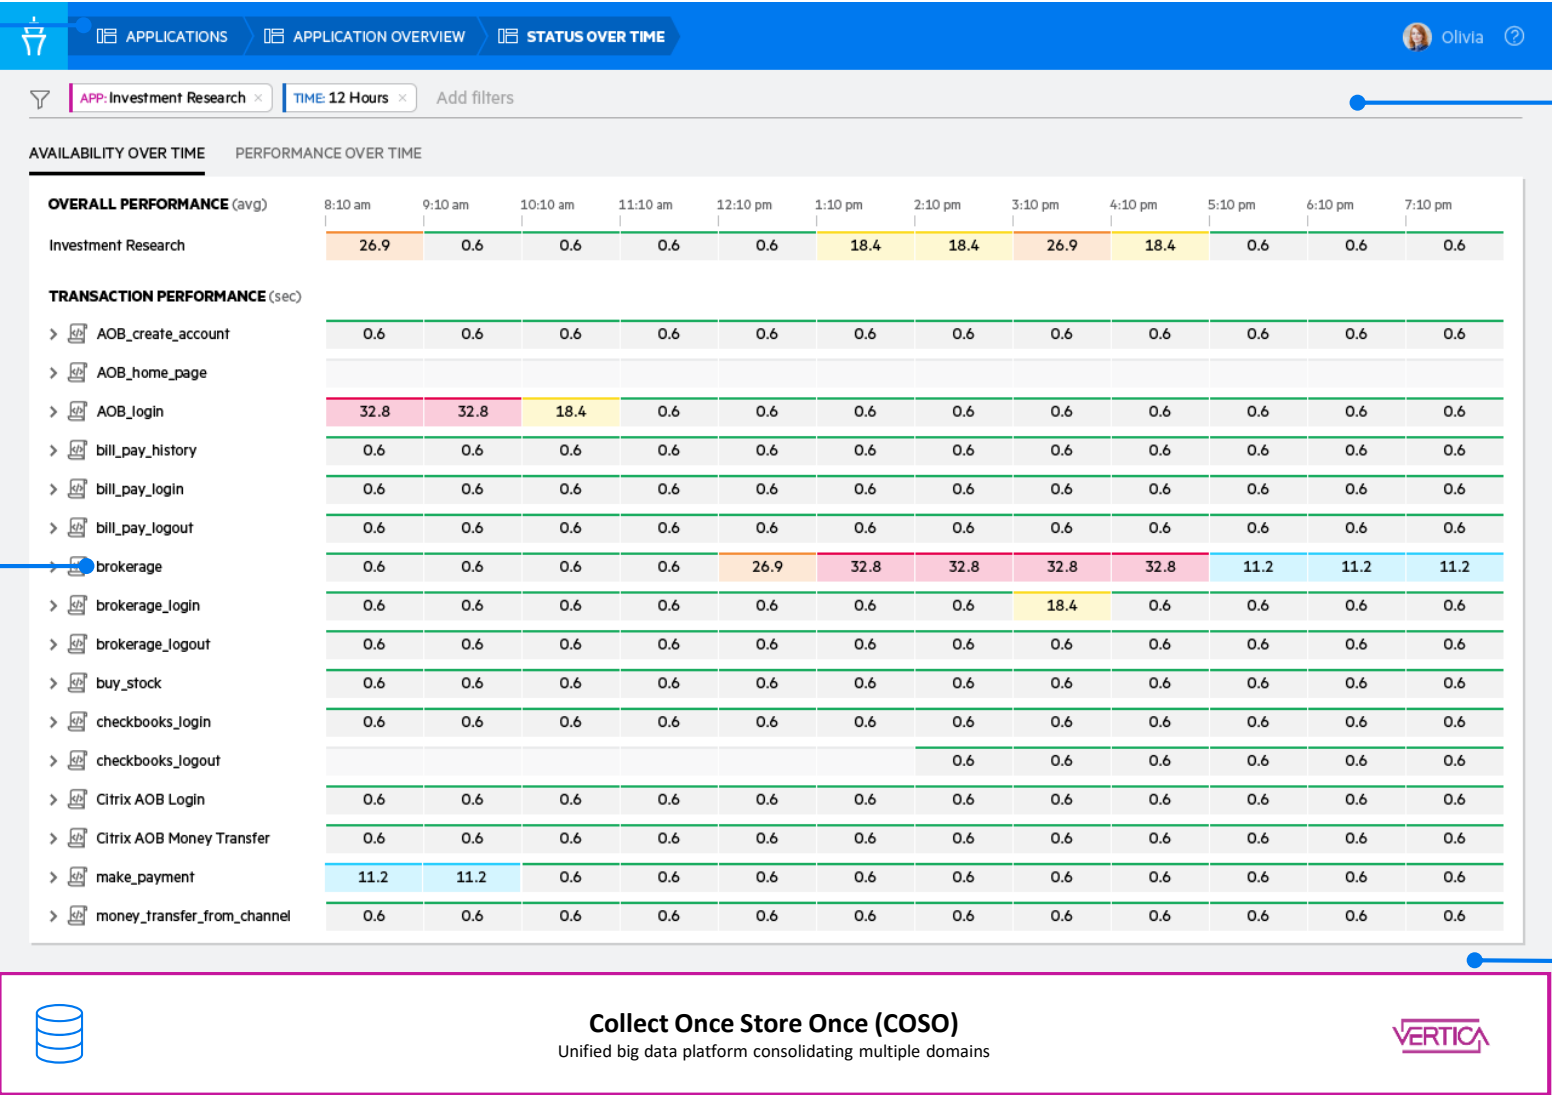 APPLICATIONS APPLICATION OVERVIEW STATUS OVER TIME Olivia ?
APP: Investment Research × TIME: 12 Hours × Add filters
AVAILABILITY OVER TIME PERFORMANCE OVER TIME
OVERALL PERFORMANCE (avg) 8:10 am 9:10 am 10:10 am 11:10 am 12:10 pm 1:10 pm 2:10 pm 3:10 pm 4:10 pm 5:10 pm 6:10 pm 7:10 pm
Investment Research 26.9 0.6 0.6 0.6 0.6 18.4 18.4 26.9 18.4 0.6 0.6 0.6
TRANSACTION PERFORMANCE (sec)
AOB_create_account 0.6 0.6 0.6 0.6 0.6 0.6 0.6 0.6 0.6 0.6 0.6 0.6
AOB_home_page
AOB_login 32.8 32.8 18.4 0.6 0.6 0.6 0.6 0.6 0.6 0.6 0.6 0.6
bill_pay_history 0.6 0.6 0.6 0.6 0.6 0.6 0.6 0.6 0.6 0.6 0.6 0.6
bill_pay_login 0.6 0.6 0.6 0.6 0.6 0.6 0.6 0.6 0.6 0.6 0.6 0.6
bill_pay_logout 0.6 0.6 0.6 0.6 0.6 0.6 0.6 0.6 0.6 0.6 0.6 0.6
brokerage 0.6 0.6 0.6 0.6 26.9 32.8 32.8 32.8 32.8 11.2 11.2 11.2
brokerage_login 0.6 0.6 0.6 0.6 0.6 0.6 0.6 18.4 0.6 0.6 0.6 0.6
brokerage_logout 0.6 0.6 0.6 0.6 0.6 0.6 0.6 0.6 0.6 0.6 0.6 0.6
buy_stock 0.6 0.6 0.6 0.6 0.6 0.6 0.6 0.6 0.6 0.6 0.6 0.6
checkbooks_login 0.6 0.6 0.6 0.6 0.6 0.6 0.6 0.6 0.6 0.6 0.6 0.6
checkbooks_logout 0.6 0.6 0.6 0.6 0.6 0.6
Citrix AOB Login 0.6 0.6 0.6 0.6 0.6 0.6 0.6 0.6 0.6 0.6 0.6 0.6
Citrix AOB Money Transfer 0.6 0.6 0.6 0.6 0.6 0.6 0.6 0.6 0.6 0.6 0.6 0.6
make_payment 11.2 11.2 0.6 0.6 0.6 0.6 0.6 0.6 0.6 0.6 0.6 0.6
money_transfer_from_channel 0.6 0.6 0.6 0.6 0.6 0.6 0.6 0.6 0.6 0.6 0.6 0.6
Collect Once Store Once (COSO)
Unified big data platform consolidating multiple domains
VERTICA